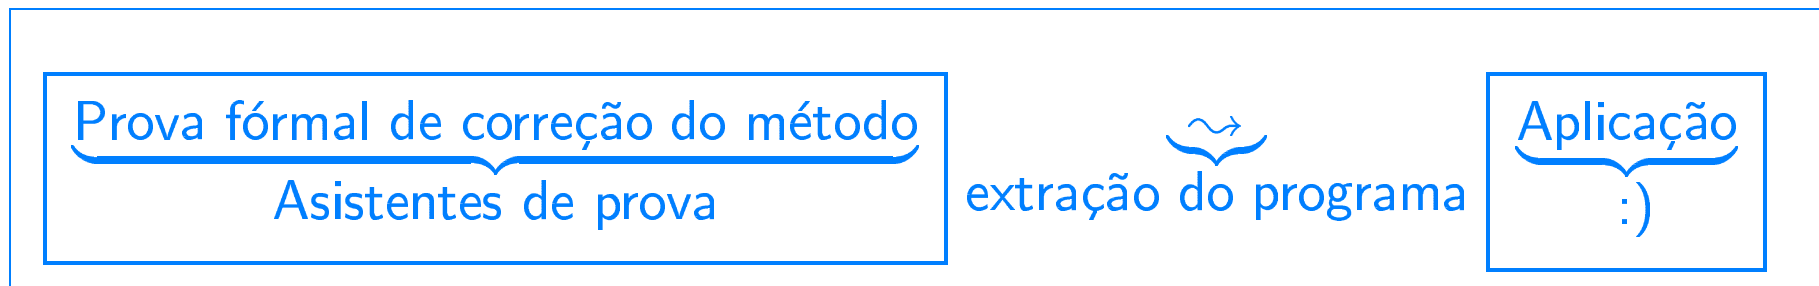 Prova fórmal de correção do método
Asistentes de prova
⤳
extração do programa
Aplicação
:)